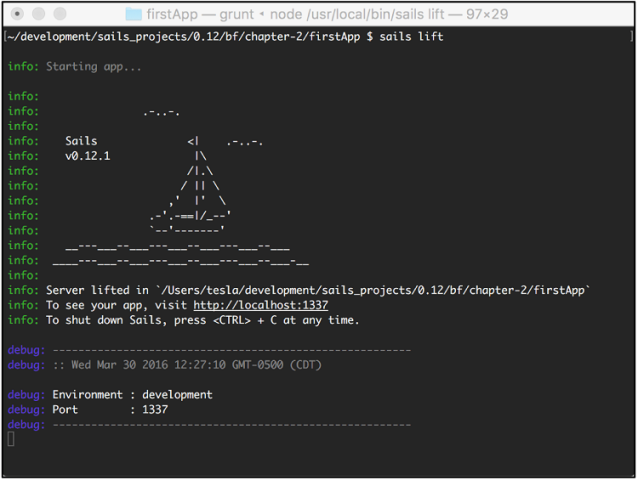 firstApp — grunt • node /usr/local/bin/sails lift — 97×29
[~/development/sails_projects/0.12/bf/chapter-2/firstApp $ sails lift ]
info: Starting app...
info:
info:                .-..-.
info:
info:    Sails              <|    .-..-.
info:    v0.12.1             |\
info:                       /|.\
info:                      / || \
info:                    ,'  |'  \
info:                 .-'.-==|/_--'
info:                 `--'-------'
info:    __---___--___---___--___---___--___
info:  ____---___--___---___--___---___--___-__
info:
info: Server lifted in `/Users/tesla/development/sails_projects/0.12/bf/chapter-2/firstApp`
info: To see your app, visit http://localhost:1337
info: To shut down Sails, press <CTRL> + C at any time.
debug: -------------------------------------------------------
debug: :: Wed Mar 30 2016 12:27:10 GMT-0500 (CDT)
debug: Environment : development
debug: Port        : 1337
debug: -------------------------------------------------------